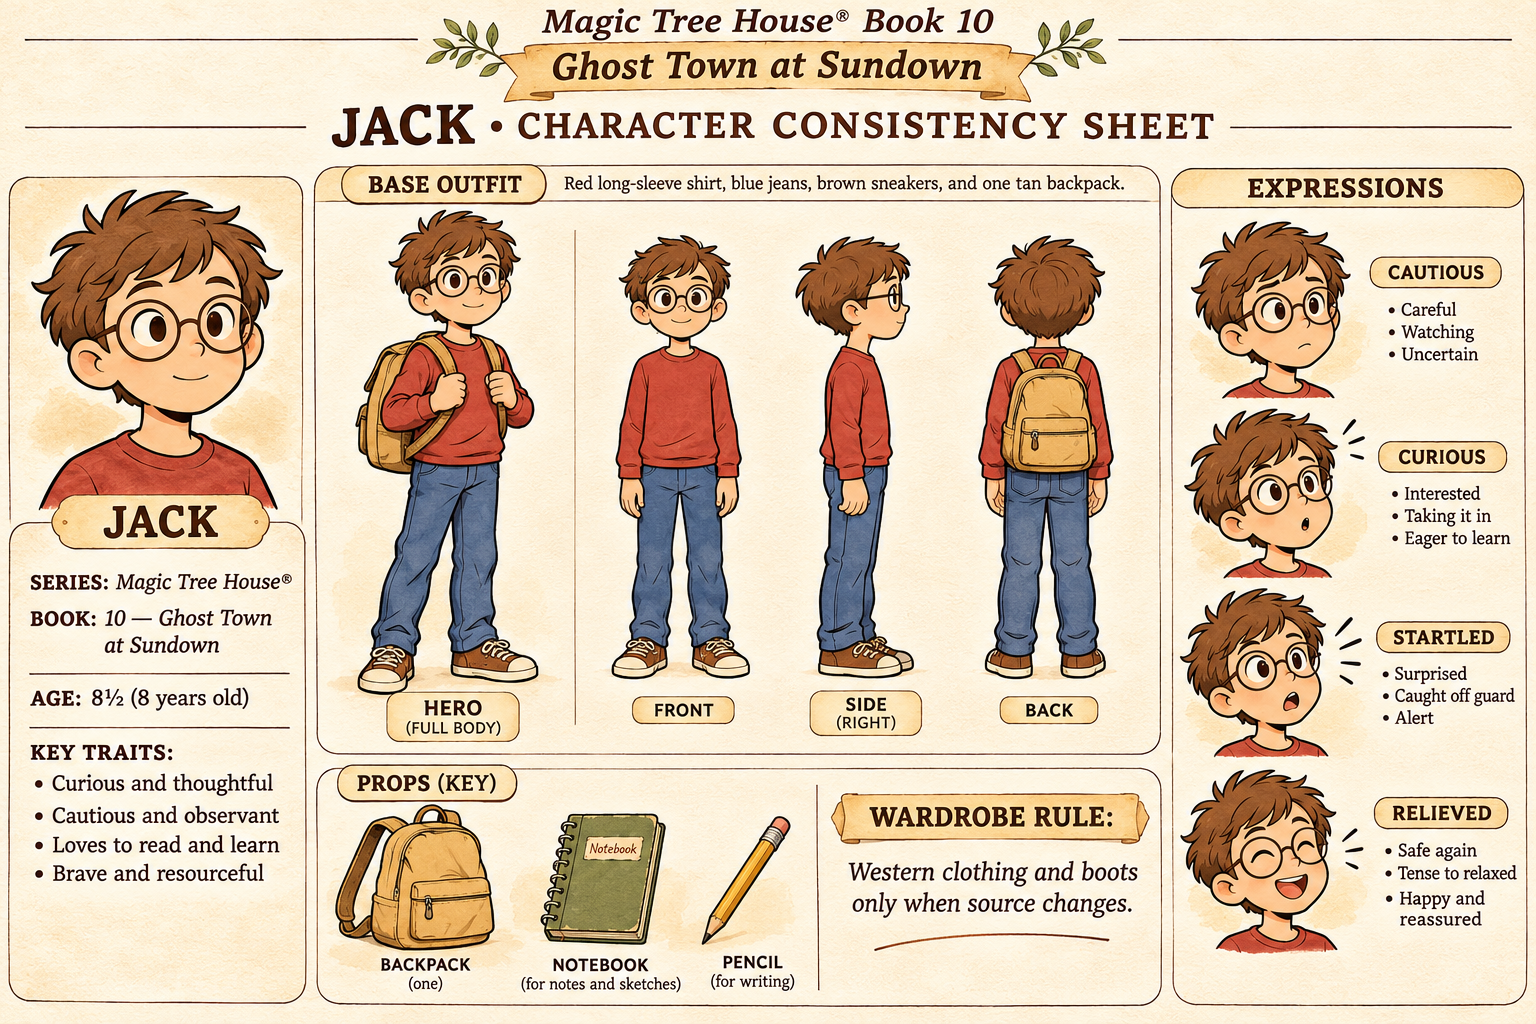 Magic Tree House® Book 10
Ghost Town at Sundown
JACK • CHARACTER CONSISTENCY SHEET
JACK
SERIES: Magic Tree House®
BOOK: 10 — Ghost Town
at Sundown
AGE: 8½ (8 years old)
KEY TRAITS:
• Curious and thoughtful
• Cautious and observant
• Loves to read and learn
• Brave and resourceful
BASE OUTFIT
Red long-sleeve shirt, blue jeans, brown sneakers, and one tan backpack.
HERO
(FULL BODY)
FRONT
SIDE
(RIGHT)
BACK
PROPS (KEY)
Notebook
BACKPACK
(one)
NOTEBOOK
(for notes and sketches)
PENCIL
(for writing)
WARDROBE RULE:
Western clothing and boots
only when source changes.
EXPRESSIONS
CAUTIOUS
• Careful
• Watching
• Uncertain
CURIOUS
• Interested
• Taking it in
• Eager to learn
STARTLED
• Surprised
• Caught off guard
• Alert
RELIEVED
• Safe again
• Tense to relaxed
• Happy and
reassured